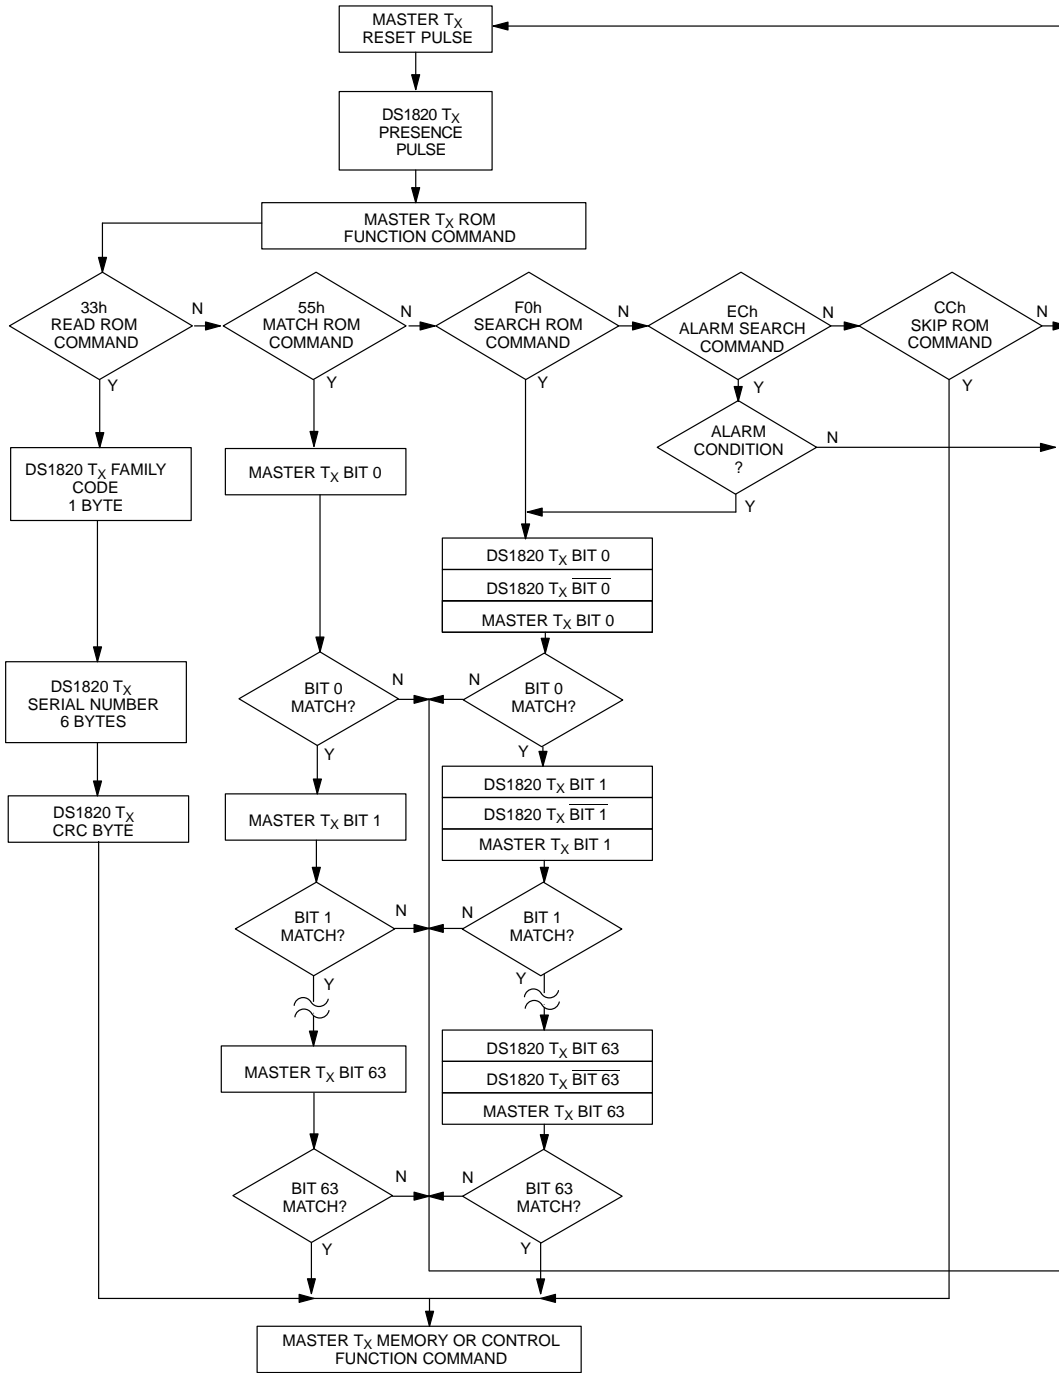 MASTER TX
RESET PULSE
DS1820 TX
PRESENCE
PULSE
MASTER TX ROM
FUNCTION COMMAND
33h
READ ROM
COMMAND
N
Y
55h
MATCH ROM
COMMAND
N
Y
F0h
SEARCH ROM
COMMAND
N
Y
ECh
ALARM SEARCH
COMMAND
N
Y
CCh
SKIP ROM
COMMAND
N
Y
ALARM
CONDITION
?
N
Y
DS1820 TX FAMILY
CODE
1 BYTE
DS1820 TX
SERIAL NUMBER
6 BYTES
DS1820 TX
CRC BYTE
MASTER TX BIT 0
BIT 0
MATCH?
N
Y
MASTER TX BIT 1
BIT 1
MATCH?
N
Y
MASTER TX BIT 63
BIT 63
MATCH?
N
Y
DS1820 TX BIT 0
DS1820 TX BIT 0
MASTER TX BIT 0
BIT 0
MATCH?
N
Y
DS1820 TX BIT 1
DS1820 TX BIT 1
MASTER TX BIT 1
BIT 1
MATCH?
N
Y
DS1820 TX BIT 63
DS1820 TX BIT 63
MASTER TX BIT 63
BIT 63
MATCH?
N
Y
MASTER TX MEMORY OR CONTROL
FUNCTION COMMAND